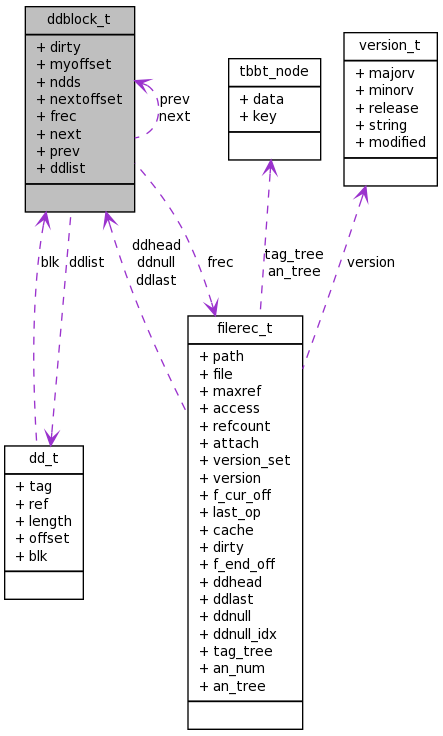 ddblock_t
+ dirty
+ myoffset
+ ndds
+ nextoffset
+ frec
+ next
+ prev
+ ddlist
tbbt_node
+ data
+ key
version_t
+ majorv
+ minorv
+ release
+ string
+ modified
prev
next
blk
ddlist
ddhead
ddnull
ddlast
frec
tag_tree
an_tree
version
dd_t
+ tag
+ ref
+ length
+ offset
+ blk
filerec_t
+ path
+ file
+ maxref
+ access
+ refcount
+ attach
+ version_set
+ version
+ f_cur_off
+ last_op
+ cache
+ dirty
+ f_end_off
+ ddhead
+ ddlast
+ ddnull
+ ddnull_idx
+ tag_tree
+ an_num
+ an_tree